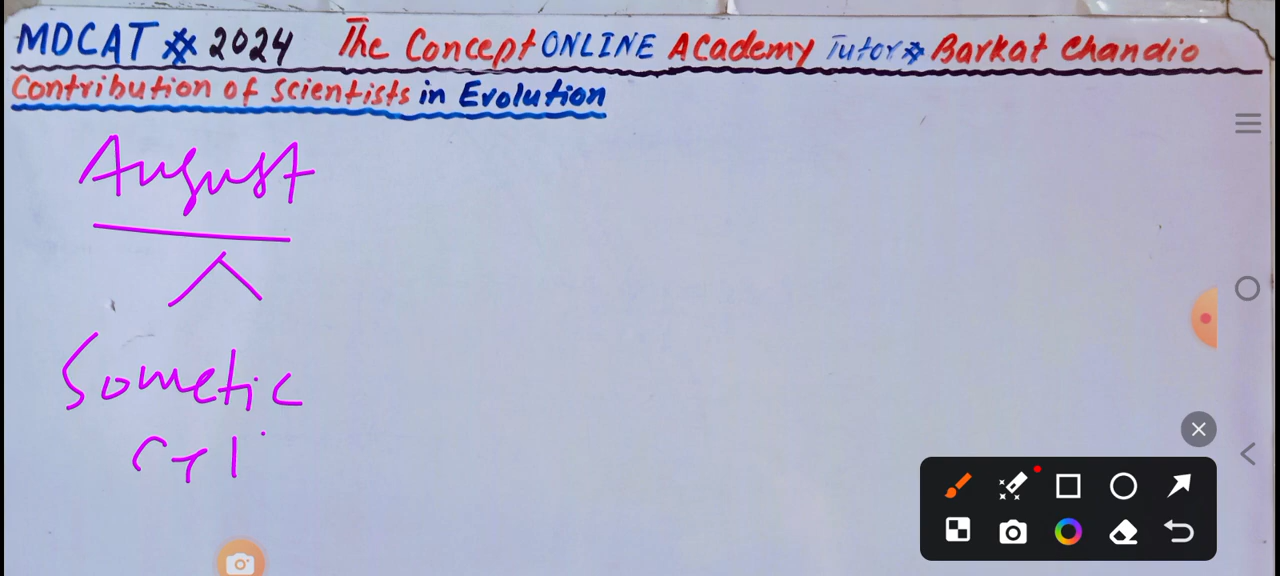 MDCAT # 2024 The Concept ONLINE Academy Tutor # Barkat Chandio
Contribution of scientists in Evolution
August
Sometic